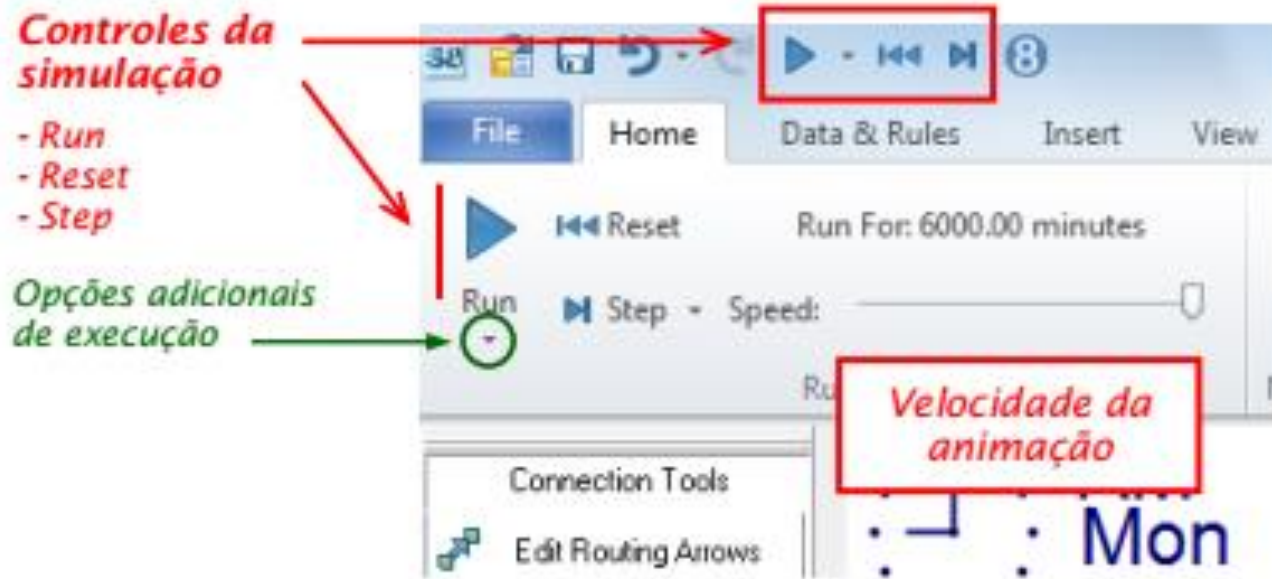 Controles da
simulação
- Run
- Reset
- Step
Opções adicionais
de execução
File Home Data & Rules Insert View
Reset Run For: 6000.00 minutes
Run Step Speed:
Velocidade da
animação
Connection Tools
Edit Routing Arrows
Mon